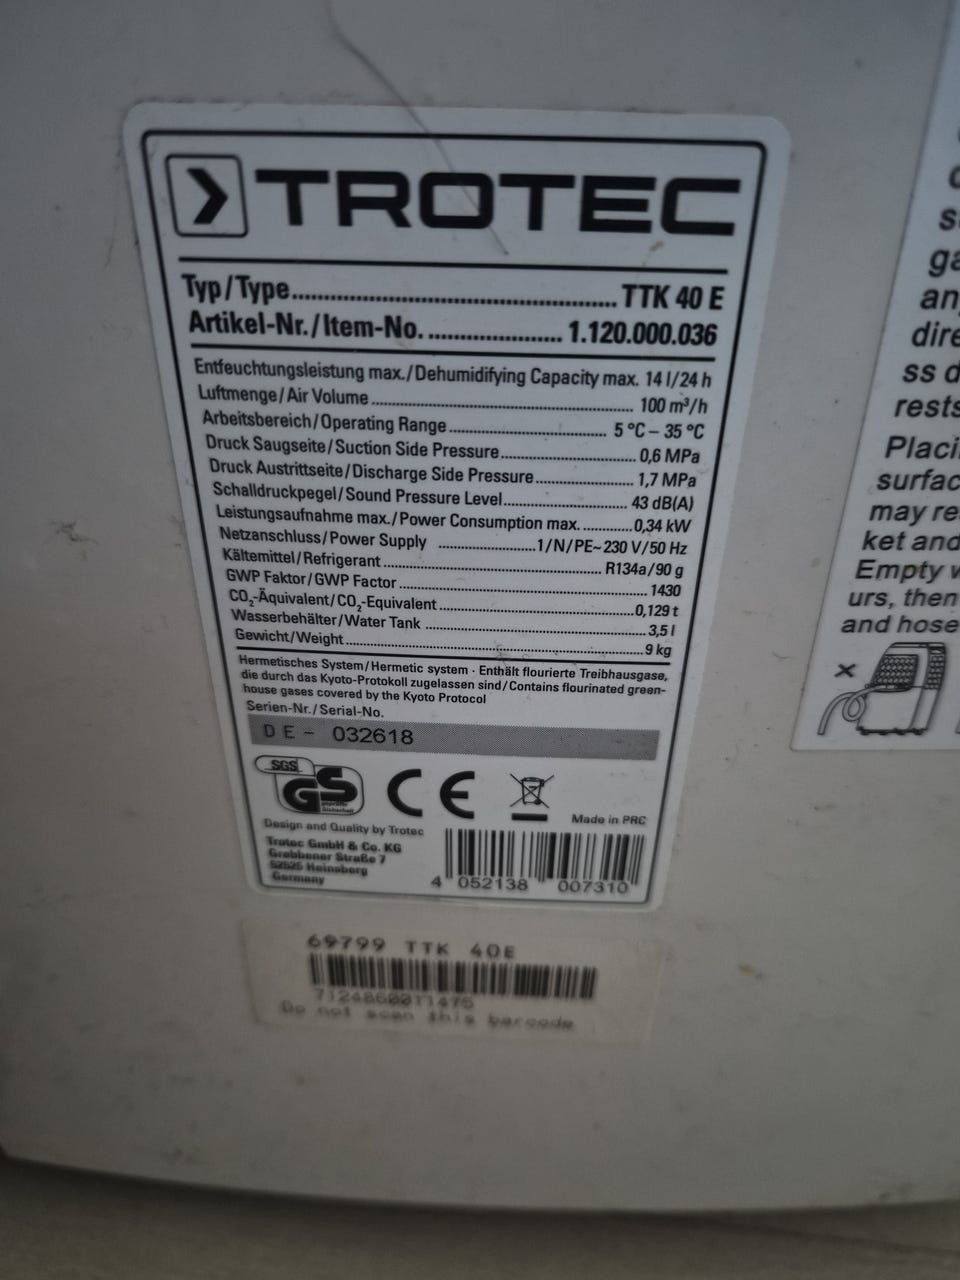 TROTEC
Typ/Type TTK 40 E
Artikel-Nr./Item-No. 1.120.000.036
Entfeuchtungsleistung max./Dehumidifying Capacity max. 14 l/24 h
Luftmenge/Air Volume 100 m³/h
Arbeitsbereich/Operating Range 5 °C – 35 °C
Druck Saugseite/Suction Side Pressure 0,6 MPa
Druck Austrittseite/Discharge Side Pressure 1,7 MPa
Schalldruckpegel/Sound Pressure Level 43 dB(A)
Leistungsaufnahme max./Power Consumption max. 0,34 kW
Netzanschluss/Power Supply 1/N/PE~230 V/50 Hz
Kältemittel/Refrigerant R134a/90 g
GWP Faktor/GWP Factor 1430
CO₂-Äquivalent/CO₂-Equivalent 0,129 t
Wasserbehälter/Water Tank 3,5 l
Gewicht/Weight 9 kg
Hermetisches System/Hermetic system · Enthält flourierte Treibhausgase,
die durch das Kyoto-Protokoll zugelassen sind/Contains flourinated green-
house gases covered by the Kyoto Protocol
Serien-Nr./Serial-No.
DE- 032618
SGS
GS
geprüfte
Sicherheit
CE
Made in PRC
Design and Quality by Trotec
Trotec GmbH & Co. KG
Grebbener Straße 7
52525 Heinsberg
Germany
4 052138 007310
69799 TTK 40E
7124860011475
Do not scan this barcode
dire
ss d
rests
Placi
surfac
may re
ket and
Empty w
urs, then
and hose